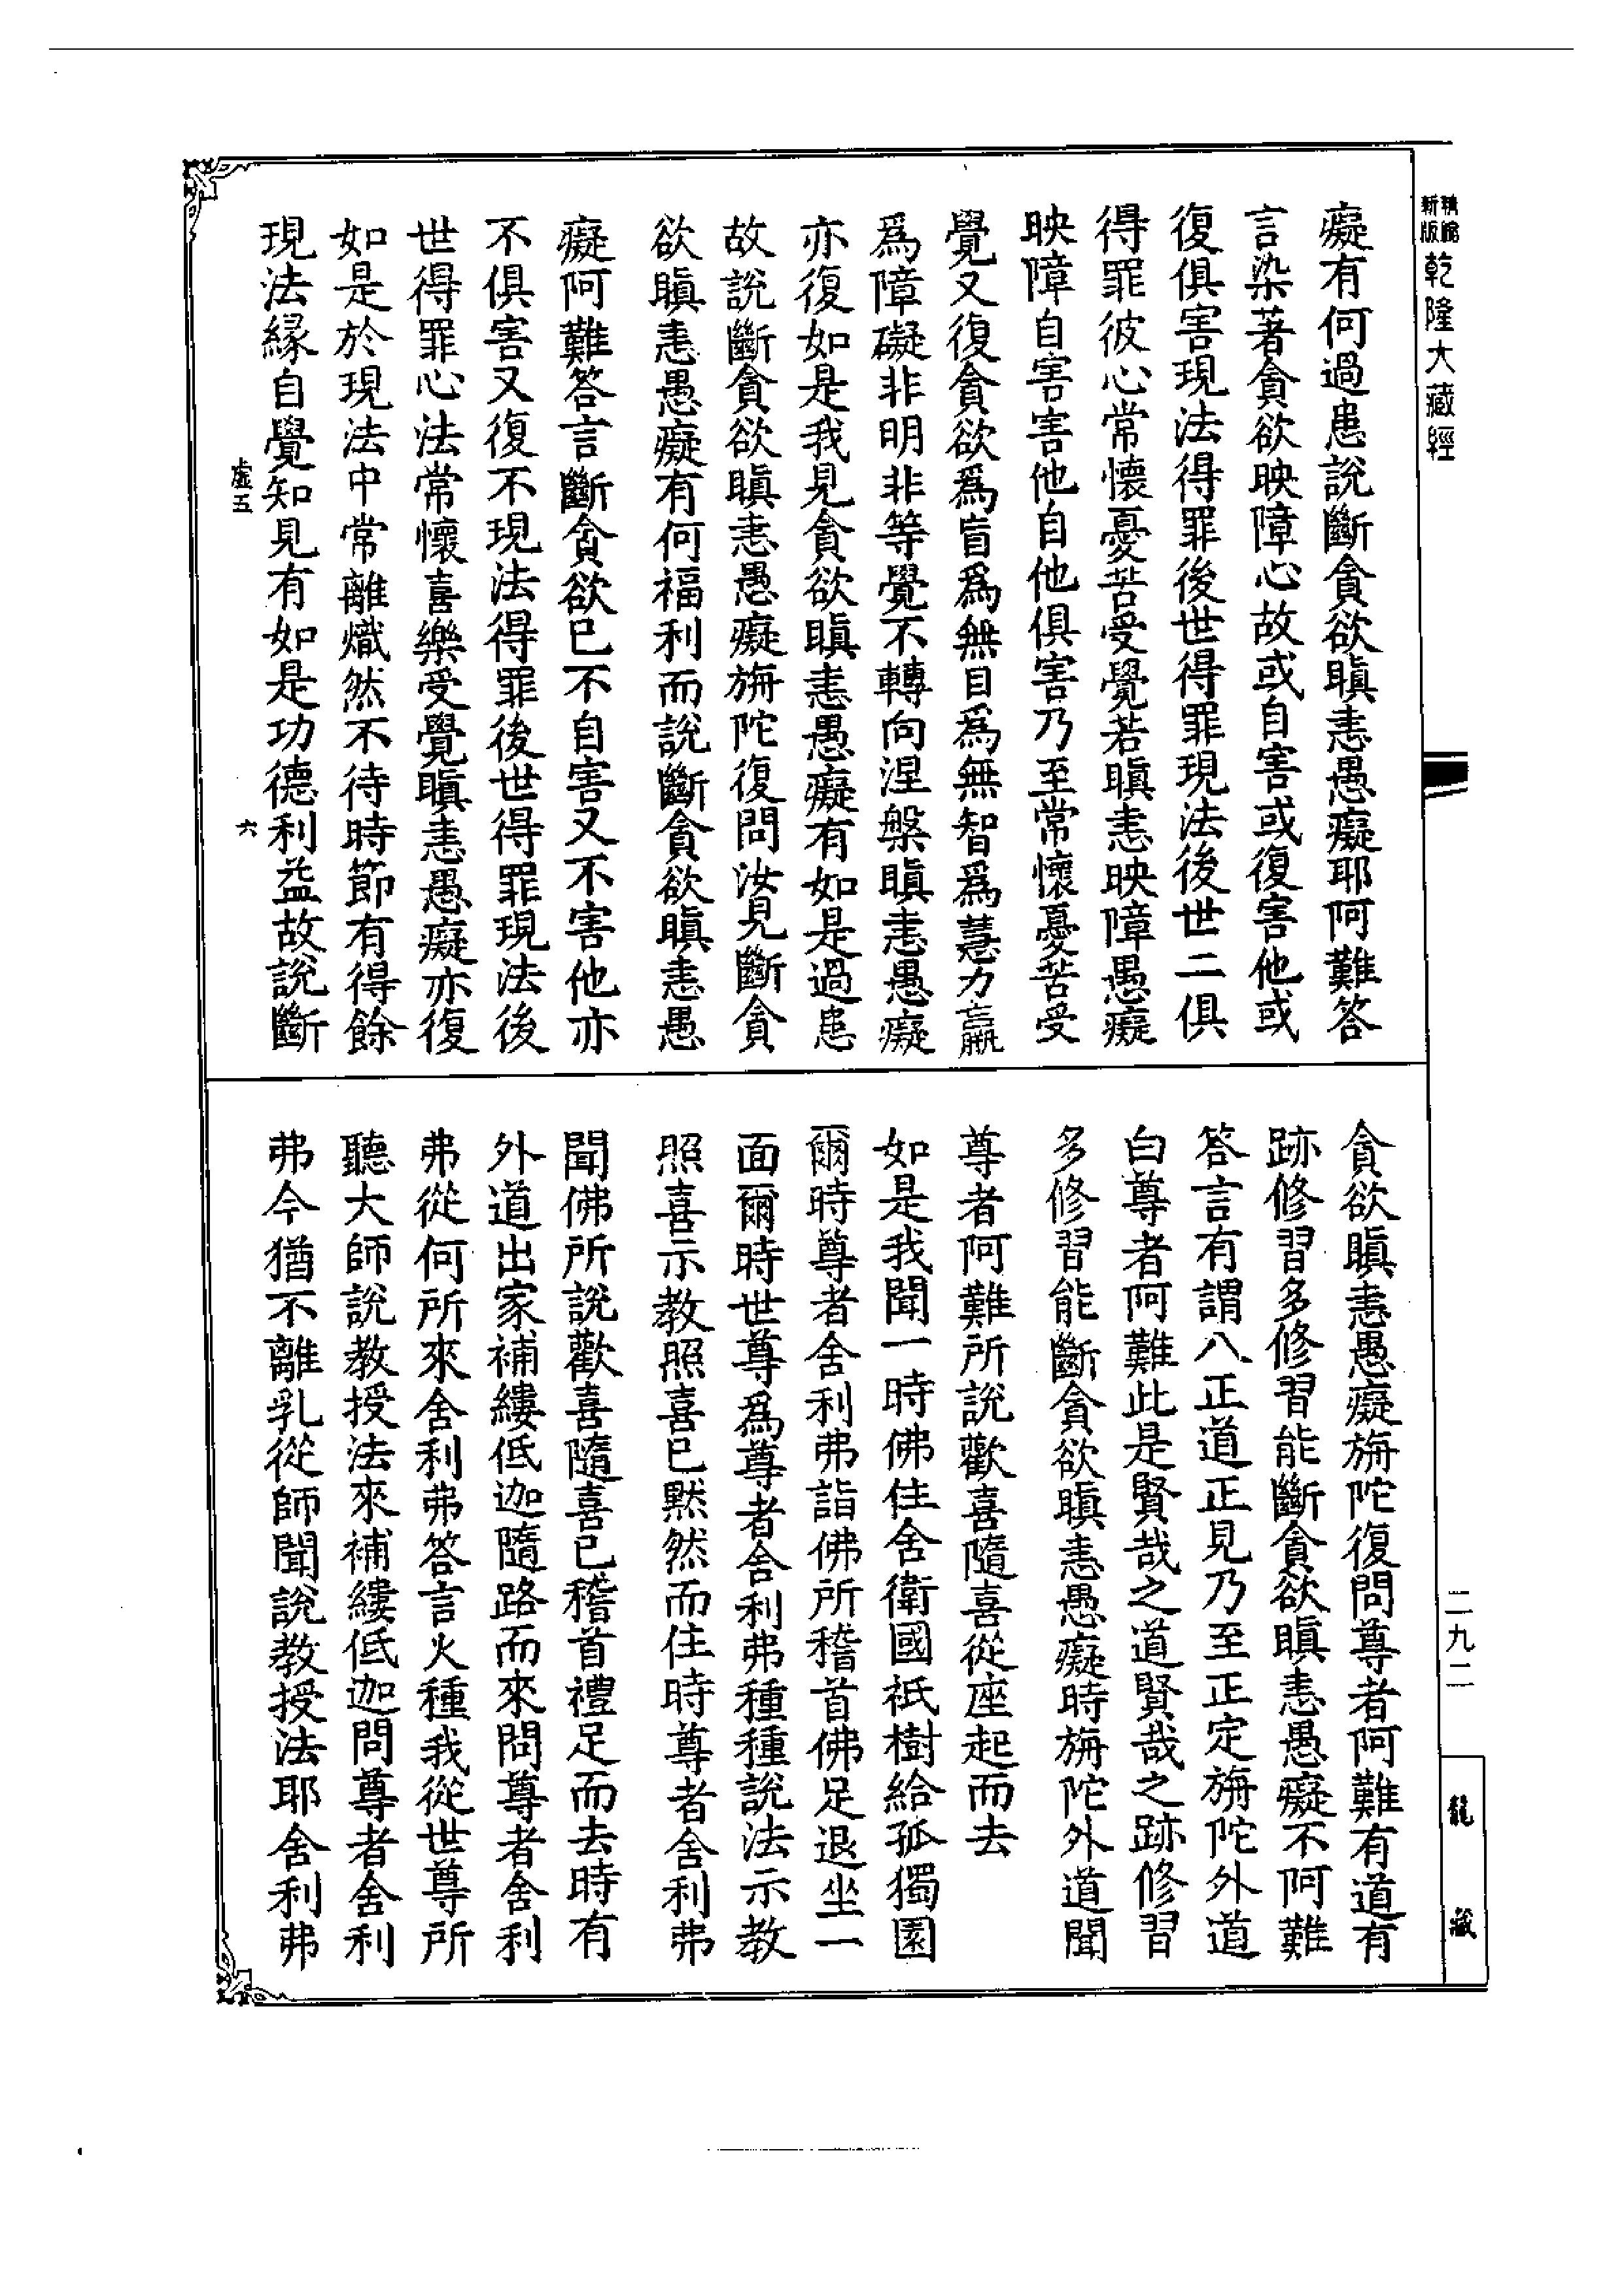 新版
精縮
乾隆大藏經
癡有何過患說斷貪欲瞋恚愚癡耶阿難答
言染著貪欲映障心故或自害或復害他或
復俱害現法得罪後世得罪現法後世二俱
得罪彼心常懷憂苦受覺若瞋恚映障愚癡
映障自害害他自他俱害乃至常懷憂苦受
覺又復貪欲爲盲爲無目爲無智爲慧力羸
爲障礙非明非等覺不轉向涅槃瞋恚愚癡
亦復如是我見貪欲瞋恚愚癡有如是過患
故說斷貪欲瞋恚愚癡旃陀復問汝見斷貪
欲瞋恚愚癡有何福利而說斷貪欲瞋恚愚
癡阿難答言斷貪欲已不自害又不害他亦
不俱害又復不現法得罪後世得罪現法後
世得罪心法常懷喜樂受覺瞋恚愚癡亦復
如是於現法中常離熾然不待時節有得餘
現法緣自覺知見有如是功德利益故說斷
虛五
六
貪欲瞋恚愚癡旃陀復問尊者阿難有道有
跡修習多修習能斷貪欲瞋恚愚癡不阿難
答言有謂八正道正見乃至正定旃陀外道
白尊者阿難此是賢哉之道賢哉之跡修習
多修習能斷貪欲瞋恚愚癡時旃陀外道聞
尊者阿難所說歡喜隨喜從座起而去
如是我聞一時佛住舍衛國祇樹給孤獨園
爾時尊者舍利弗詣佛所稽首佛足退坐一
面爾時世尊爲尊者舍利弗種種說法示教
照喜示教照喜已默然而住時尊者舍利弗
聞佛所說歡喜隨喜已稽首禮足而去時有
外道出家補縷低迦隨路而來問尊者舍利
弗從何所來舍利弗答言火種我從世尊所
聽大師說教授法來補縷低迦問尊者舍利
弗今猶不離乳從師聞說教授法耶舍利弗
二九二
龍藏